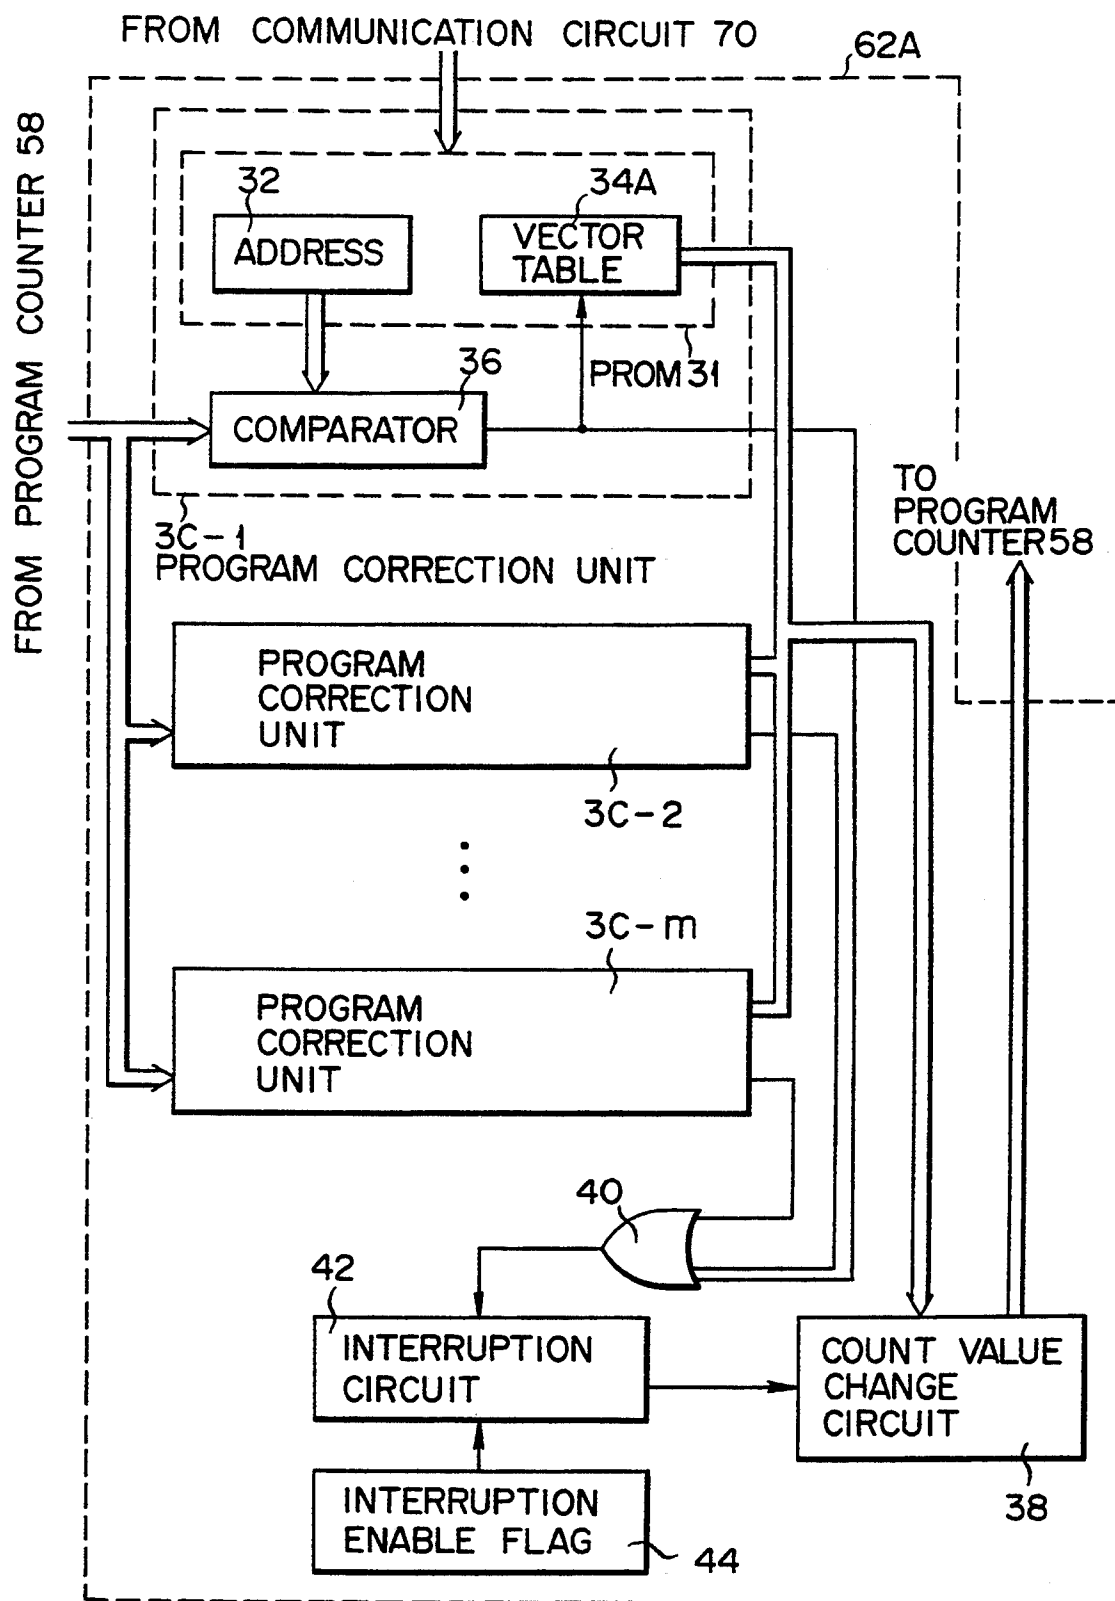 FROM COMMUNICATION CIRCUIT 70
62A
FROM PROGRAM COUNTER 58
32
34A
ADDRESS
VECTOR
TABLE
36
PROM 31
COMPARATOR
TO
PROGRAM
COUNTER 58
3C-1
PROGRAM CORRECTION UNIT
PROGRAM
CORRECTION
UNIT
3C-2
3C-m
PROGRAM
CORRECTION
UNIT
40
42
INTERRUPTION
CIRCUIT
COUNT VALUE
CHANGE
CIRCUIT
38
INTERRUPTION
ENABLE FLAG
44